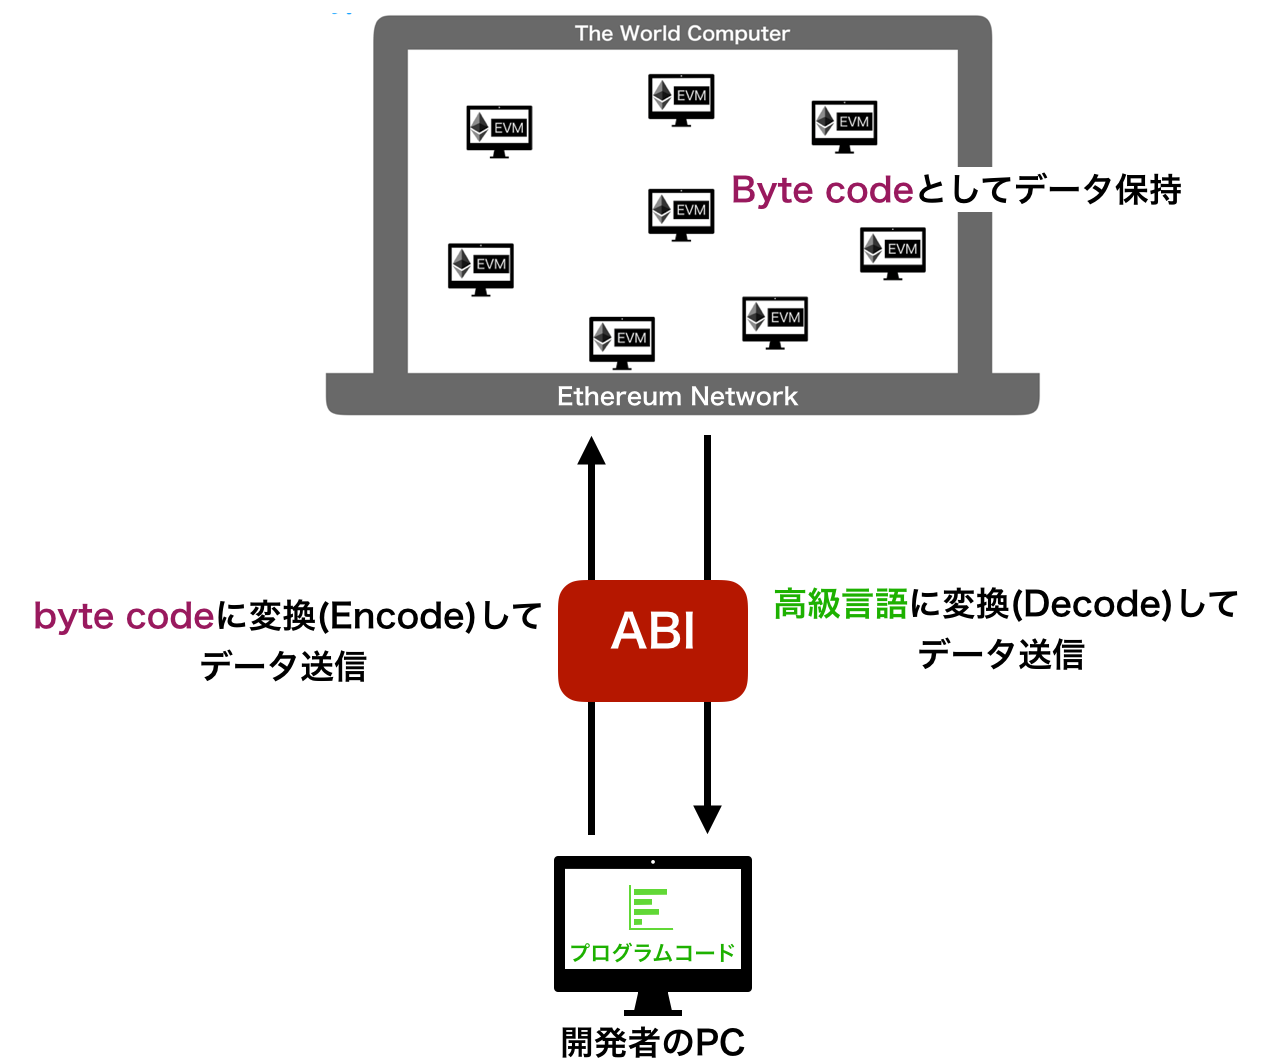 The World Computer
EVM
EVM
EVM
Byte codeとしてデータ保持
EVM
EVM
EVM
EVM
EVM
Ethereum Network
byte codeに変換(Encode)して
データ送信
ABI
高級言語に変換(Decode)して
データ送信
プログラムコード
開発者のPC